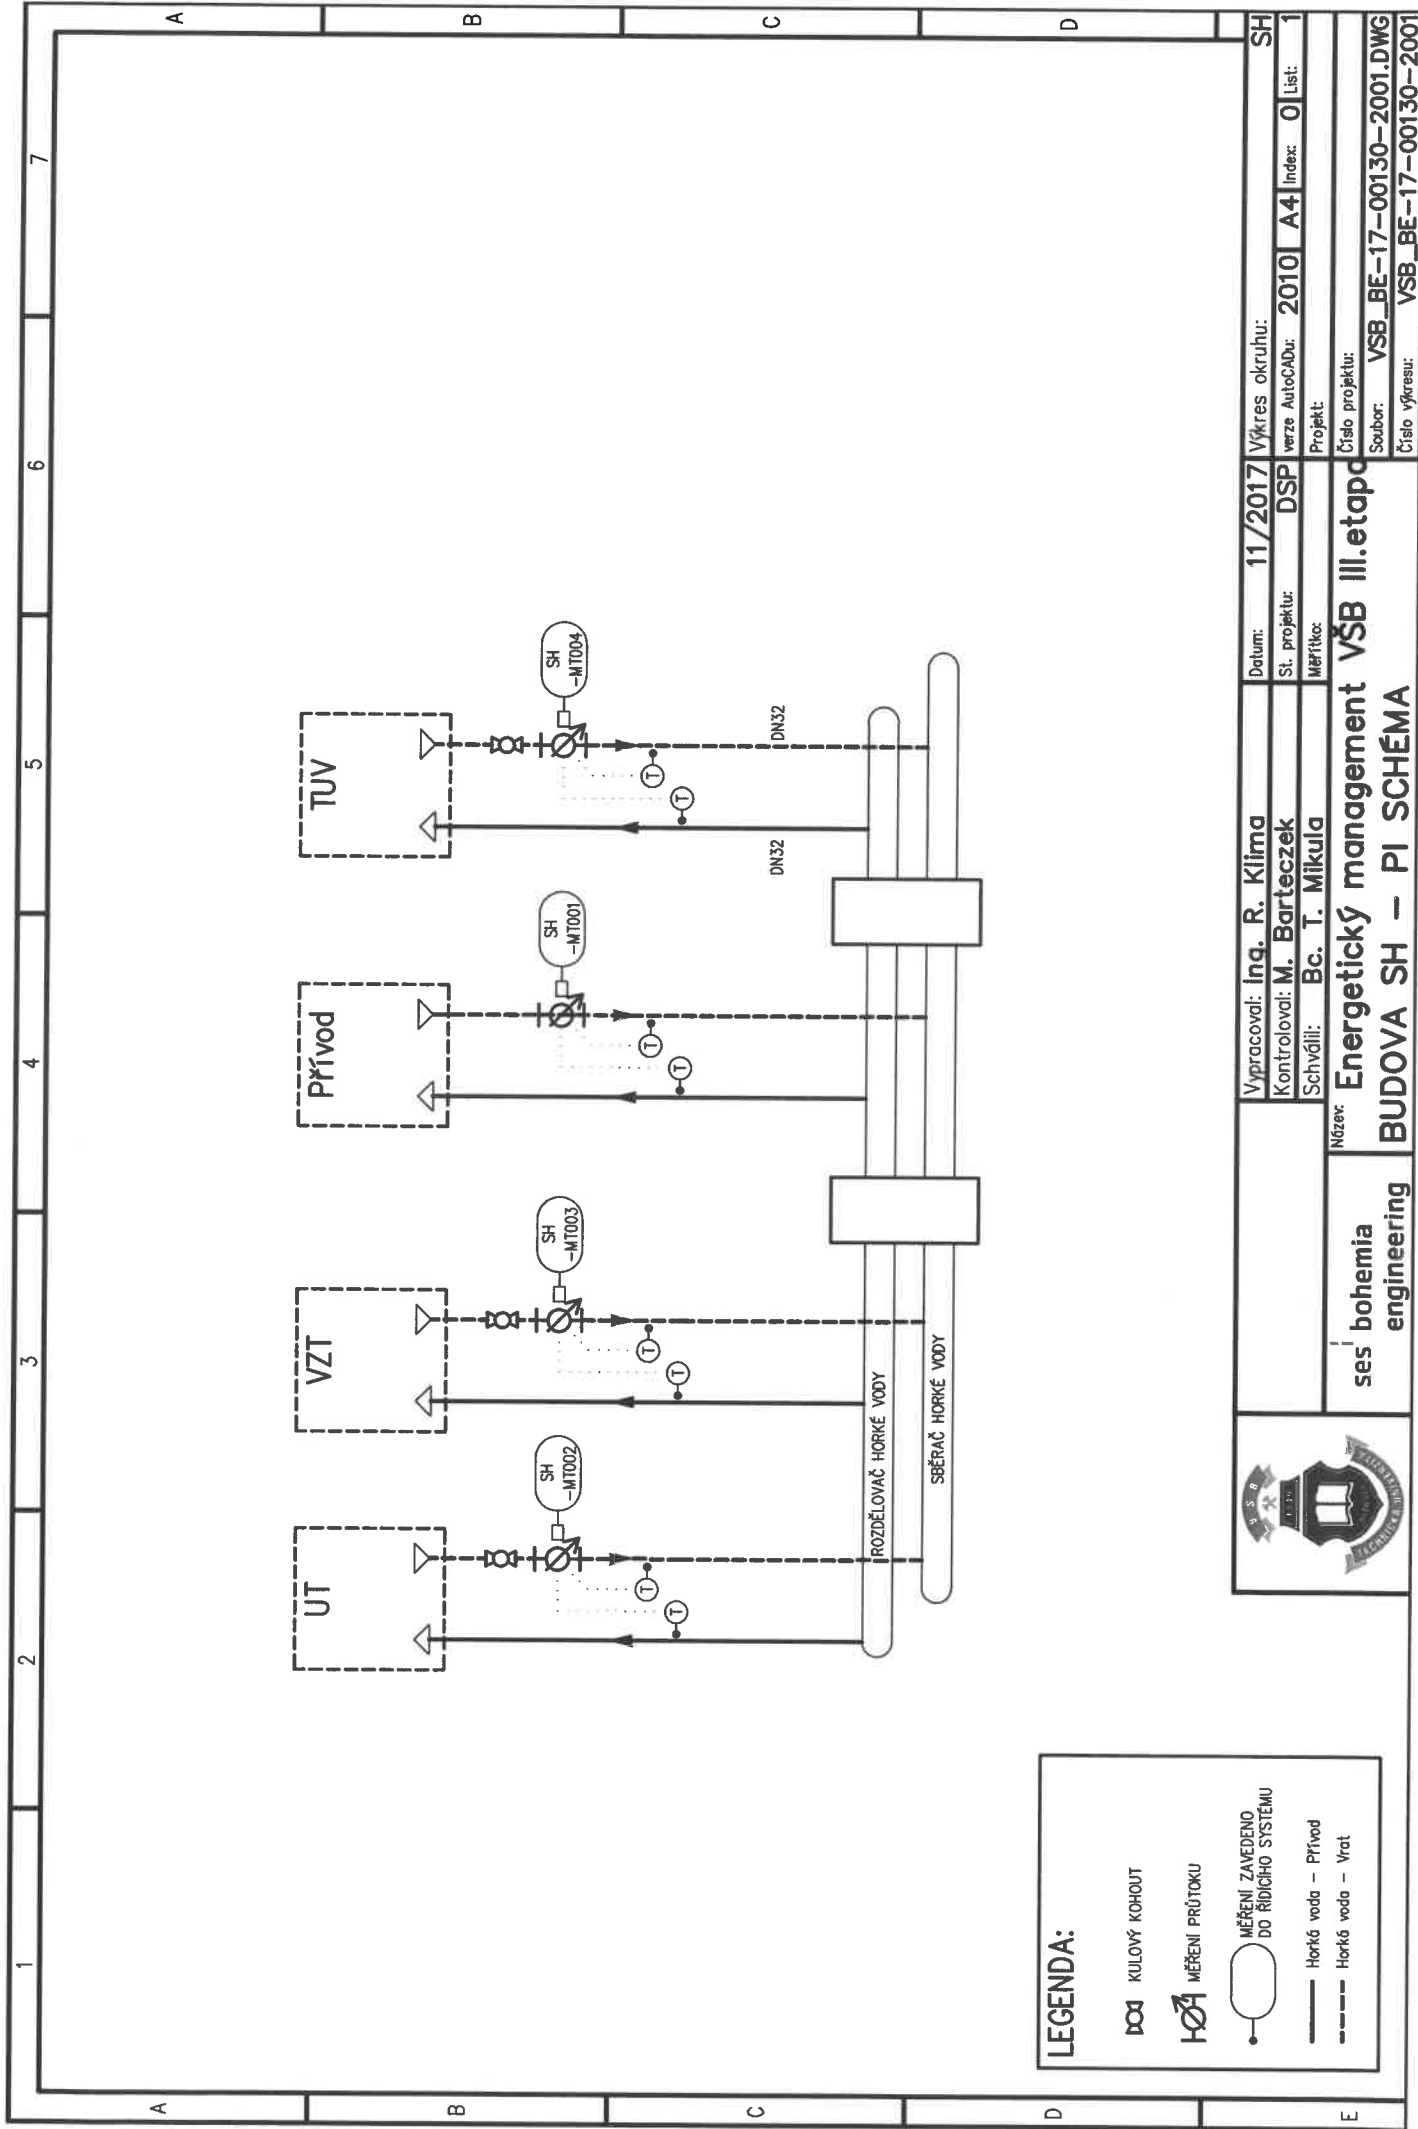 1 2 3 4 5 6 7
A
B
C
D
E
A
B
C
D
ÚT
VZT
Přívod
TUV
SH
-MT002
SH
-MT003
SH
-MT001
SH
-MT004
T
T
T
T
T
T
T
T
DN32
DN32
ROZDĚLOVAČ HORKÉ VODY
SBĚRAČ HORKÉ VODY
LEGENDA:
KULOVÝ KOHOUT
MĚŘENÍ PRŮTOKU
MĚŘENÍ ZAVEDENO
DO ŘÍDÍCÍHO SYSTÉMU
Horká voda – Přívod
Horká voda – Vrat
VSB
ses bohemia
engineering
Vypracoval: Ing. R. Klima
Kontroloval: M. Barteczek
Schválil: Bc. T. Mikula
Datum: 11/2017
St. projektu: DSP
Měřítko:
Výkres okruhu: SH
verze AutoCADu: 2010 A4 Index: 0 List: 1
Projekt:
Číslo projektu:
Soubor: VSB_BE-17-00130-2001.DWG
Číslo výkresu: VSB_BE-17-00130-2001
Název: Energetický management VŠB III.etapa
BUDOVA SH – PI SCHÉMA